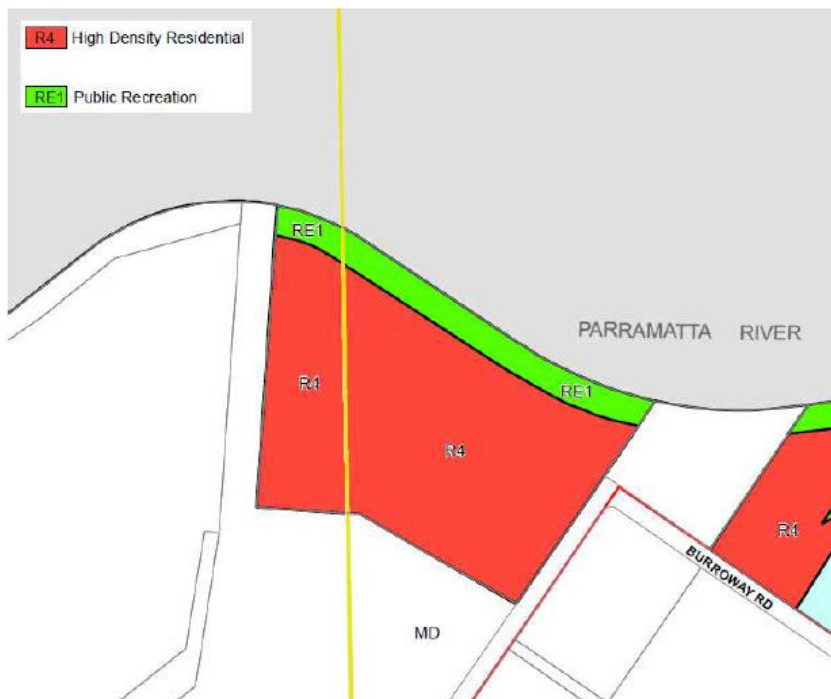 R4 High Density Residential
RE1 Public Recreation
RE1
PARRAMATTA RIVER
R4
RE1
R4
R4
BURROWAY RD
MD